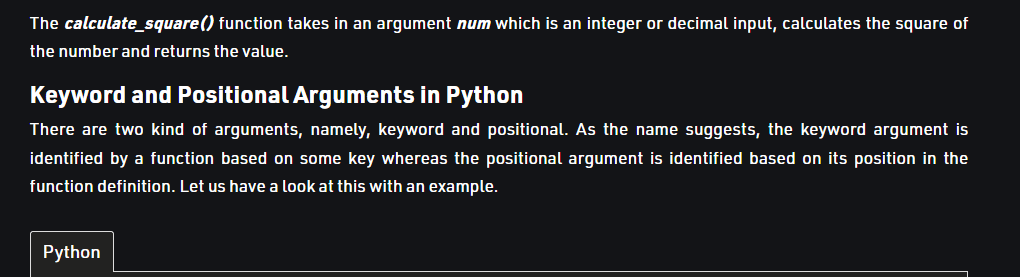 The calculate_square() function takes in an argument num which is an integer or decimal input, calculates the square of
the number and returns the value.
Keyword and Positional Arguments in Python
There are two kind of arguments, namely, keyword and positional. As the name suggests, the keyword argument is
identified by a function based on some key whereas the positional argument is identified based on its position in the
function definition. Let us have a look at this with an example.
Python